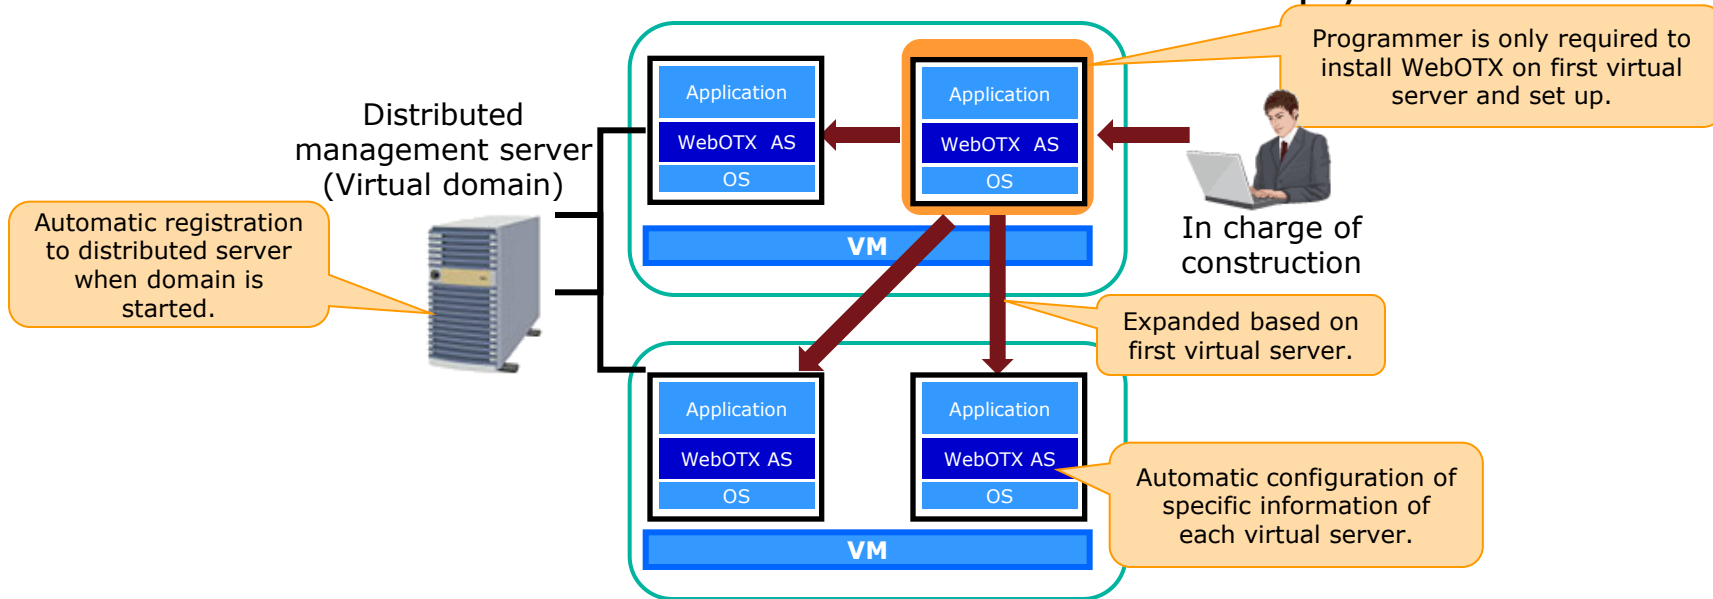 Programmer is only required to
install WebOTX on first virtual
server and set up.
Application
WebOTX  AS
OS
Application
WebOTX  AS
OS
Distributed
management server
(Virtual domain)
Automatic registration
to distributed server
when domain is
started.
VM
In charge of
construction
Expanded based on
first virtual server.
Application
WebOTX AS
OS
Application
WebOTX AS
OS
Automatic configuration of
specific information of
each virtual server.
VM